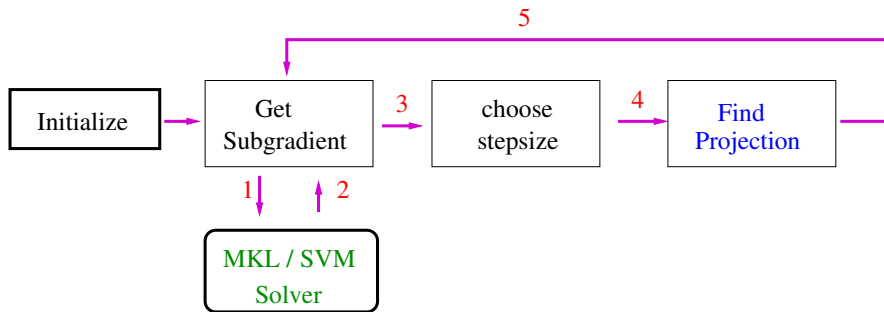 5
Initialize
Get
Subgradient
3
choose
stepsize
4
Find
Projection
1
2
MKL / SVM
Solver